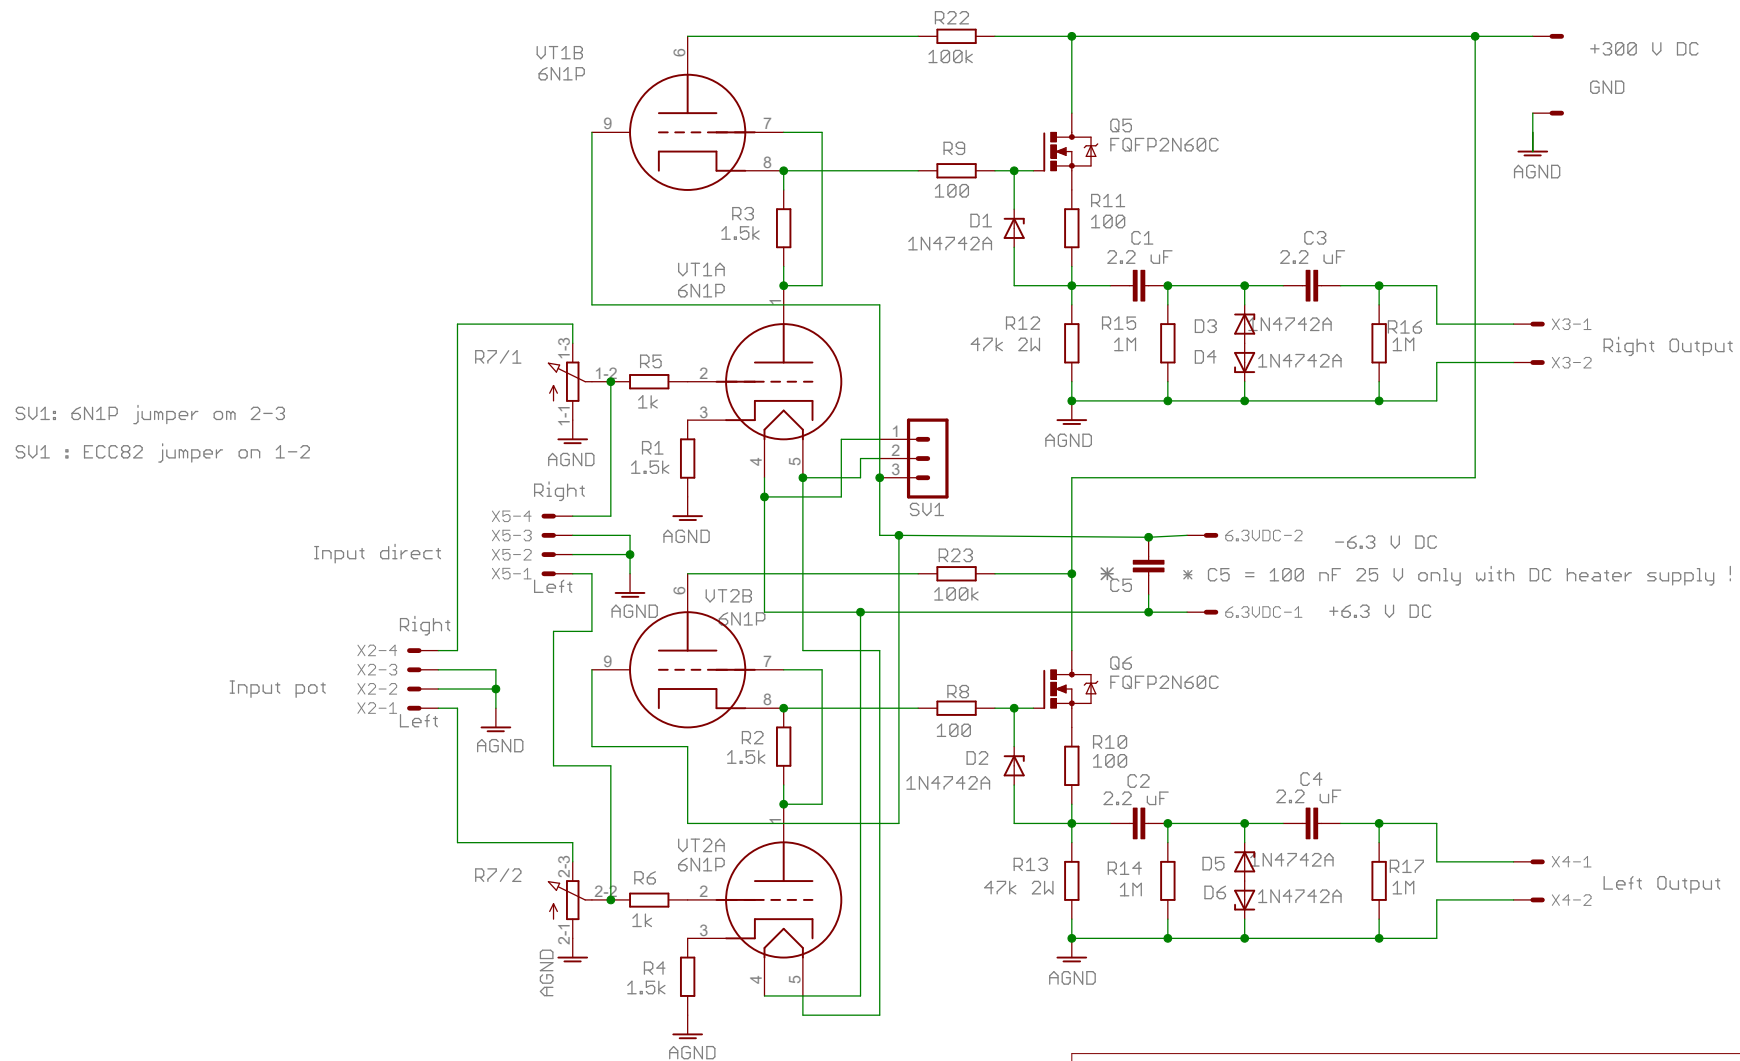 R22
100k
VT1B
6N1P
6
9
7
8
+300 V DC
GND
AGND
Q5
FQFP2N60C
R9
100
R3
1.5k
D1
1N4742A
R11
100
C1
2.2 uF
C3
2.2 uF
VT1A
6N1P
1
R12
47k 2W
R15
1M
D3
1N4742A
D4
1N4742A
R16
1M
X3-1
X3-2
Right Output
AGND
R7/1
1-3
1-2
1-1
AGND
R5
1k
2
3
4
5
R1
1.5k
AGND
SV1: 6N1P jumper om 2-3
SV1 : ECC82 jumper on 1-2
1
2
3
SV1
Right
X5-4
X5-3
X5-2
X5-1
Left
Input direct
AGND
6.3VDC-2
-6.3 V DC
* C5
* C5 = 100 nF 25 V only with DC heater supply !
6.3VDC-1
+6.3 V DC
R23
100k
VT2B
6N1P
6
9
7
8
Right
X2-4
X2-3
X2-2
X2-1
Left
Input pot
AGND
Q6
FQFP2N60C
R8
100
R2
1.5k
D2
1N4742A
R10
100
C2
2.2 uF
C4
2.2 uF
VT2A
6N1P
1
R13
47k 2W
R14
1M
D5
1N4742A
D6
1N4742A
R17
1M
X4-1
X4-2
Left Output
AGND
R7/2
2-3
2-2
2-1
AGND
R6
1k
2
3
4
5
R4
1.5k
AGND